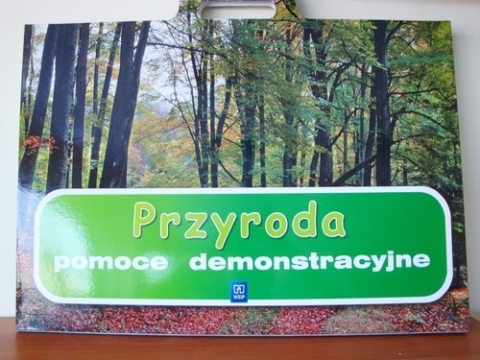 Przyroda
pomoce demonstracyjne
WSiP